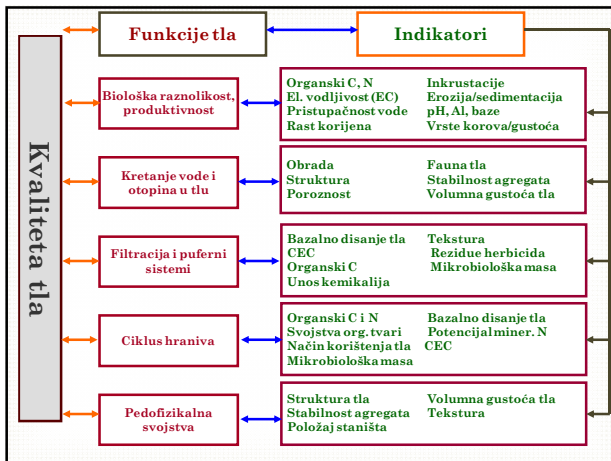 Funkcije tla
Indikatori
Kvaliteta tla
Biološka raznolikost,
produktivnost
Organski C, N
El. vodljivost (EC)
Pristupačnost vode
Rast korijena
Inkrustacije
Erozija/sedimentacija
pH, Al, baze
Vrste korova/gustoća
Kretanje vode i
otopina u tlu
Obrada
Struktura
Poroznost
Fauna tla
Stabilnost agregata
Volumna gustoća tla
Filtracija i puferni
sistemi
Bazalno disanje tla
CEC
Organski C
Unos kemikalija
Tekstura
Rezidue herbicida
Mikrobiološka masa
Ciklus hraniva
Organski C i N
Svojstva org. tvari
Način korištenja tla
Mikrobiološka masa
Bazalno disanje tla
Potencijal miner. N
CEC
Pedofizikalna
svojstva
Struktura tla
Stabilnost agregata
Položaj staništa
Volumna gustoća tla
Tekstura